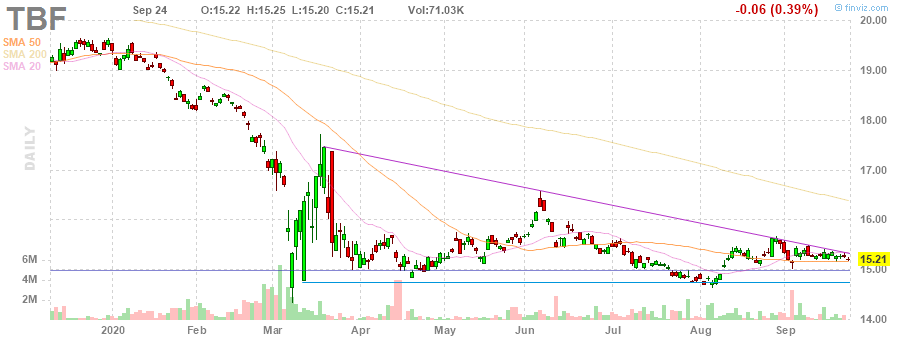 TBF
Sep 24 O:15.22 H:15.25 L:15.20 C:15.21 Vol:71.03K -0.06 (0.39%) © finviz.com
SMA 50
SMA 200
SMA 20
DAILY
20.00
19.00
18.00
17.00
16.00
15.21
15.00
14.00
6M
4M
2M
2020 Feb Mar Apr May Jun Jul Aug Sep